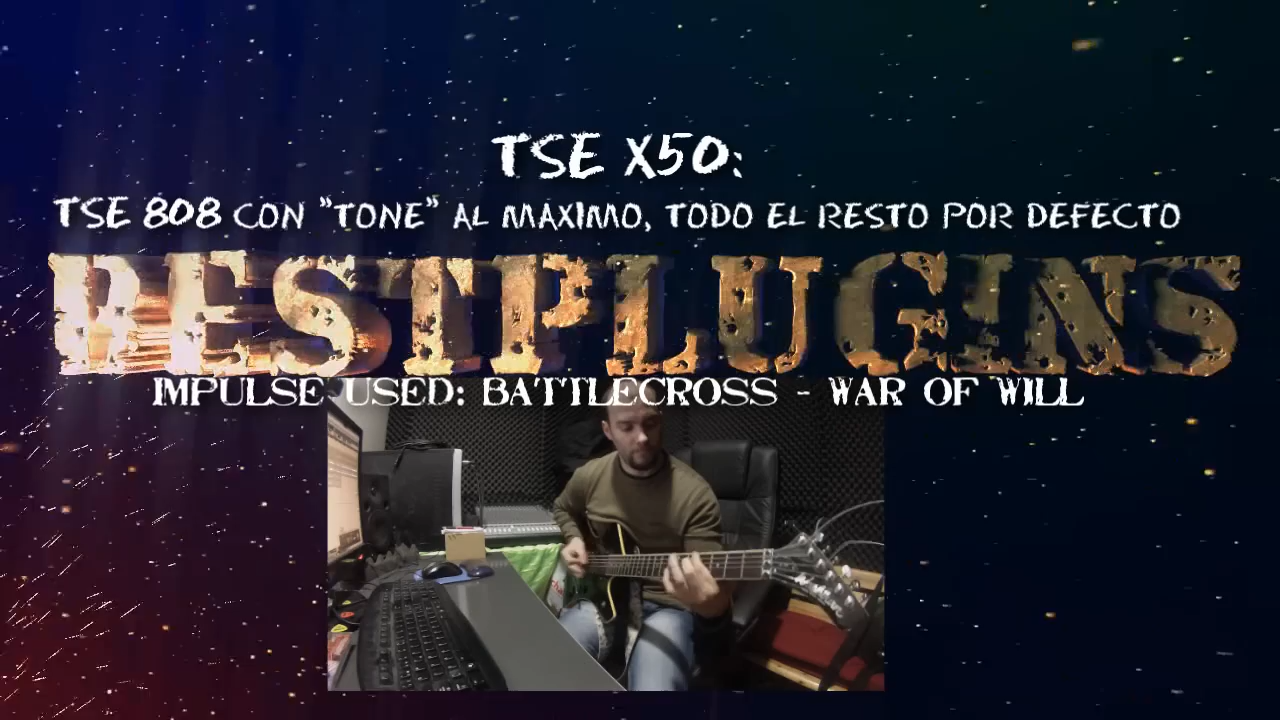 TSE X50:
TSE 808 CON "TONE" AL MAXIMO, TODO EL RESTO POR DEFECTO
BESTPLUGINS
IMPULSE USED: BATTLECROSS - WAR OF WILL